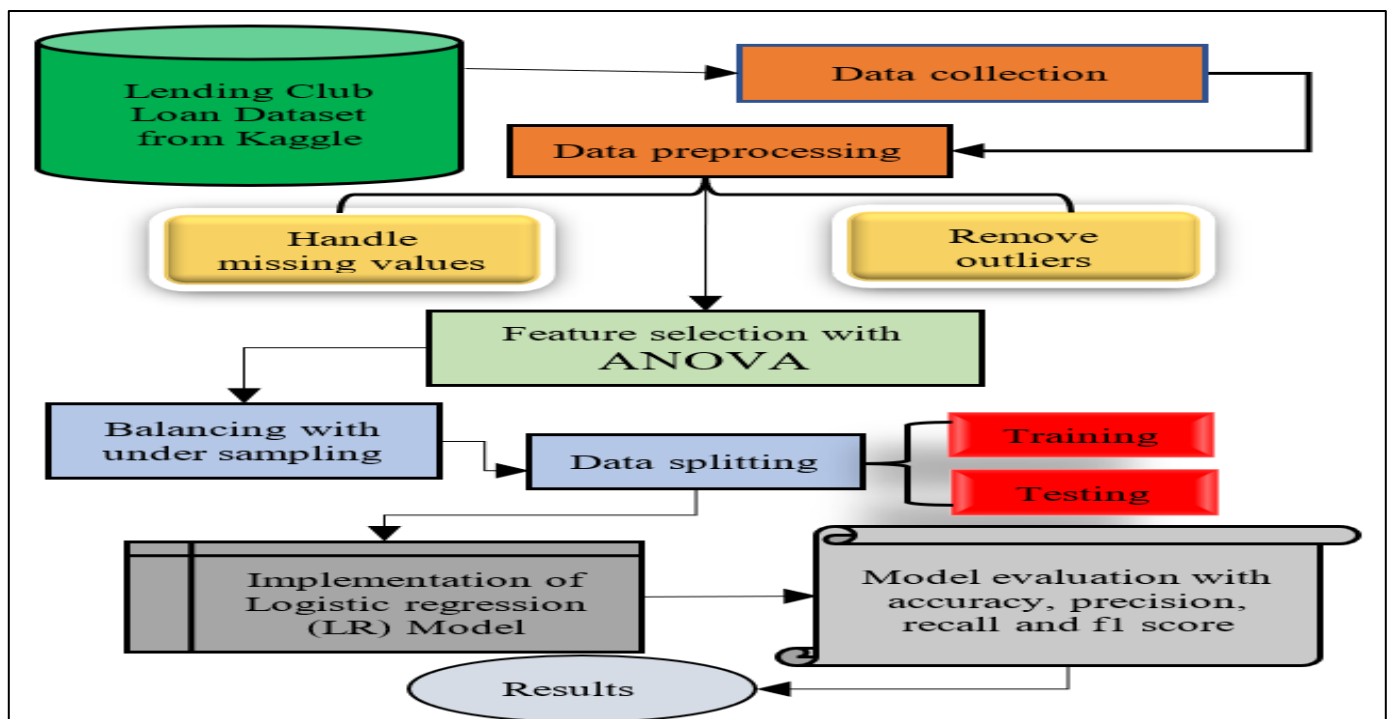 Lending Club
Loan Dataset
from Kaggle
Data collection
Data preprocessing
Handle
missing values
Remove
outliers
Feature selection with
ANOVA
Balancing with
under sampling
Data splitting
Training
Testing
Implementation of
Logistic regression
(LR) Model
Model evaluation with
accuracy, precision,
recall and f1 score
Results